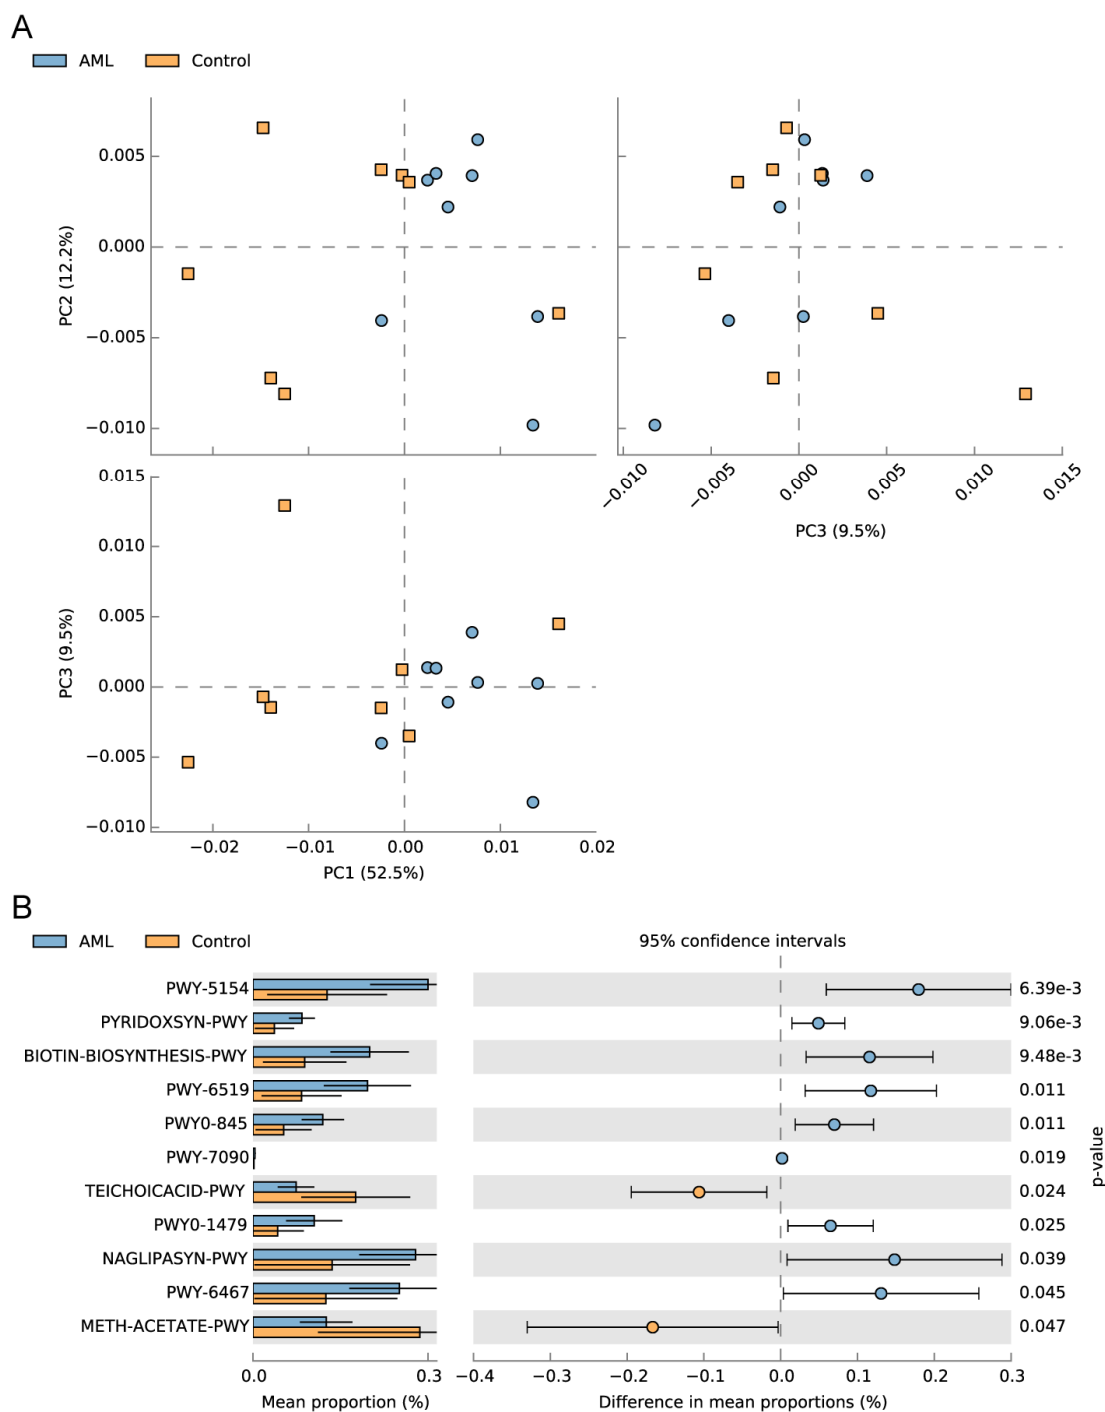 A
AML Control
0.005
0.000
−0.005
−0.010
PC2 (12.2%)
−0.010 −0.005 0.000 0.005 0.010 0.015
PC3 (9.5%)
0.015
0.010
0.005
0.000
−0.005
−0.010
PC3 (9.5%)
−0.02 −0.01 0.00 0.01 0.02
PC1 (52.5%)
B
AML Control
95% confidence intervals
PWY-5154 6.39e-3
PYRIDOXSYN-PWY 9.06e-3
BIOTIN-BIOSYNTHESIS-PWY 9.48e-3
PWY-6519 0.011
PWY0-845 0.011
PWY-7090 0.019
TEICHOICACID-PWY 0.024
PWY0-1479 0.025
NAGLIPASYN-PWY 0.039
PWY-6467 0.045
METH-ACETATE-PWY 0.047
p-value
0.0 0.3 −0.4 −0.3 −0.2 −0.1 0.0 0.1 0.2 0.3
Mean proportion (%) Difference in mean proportions (%)